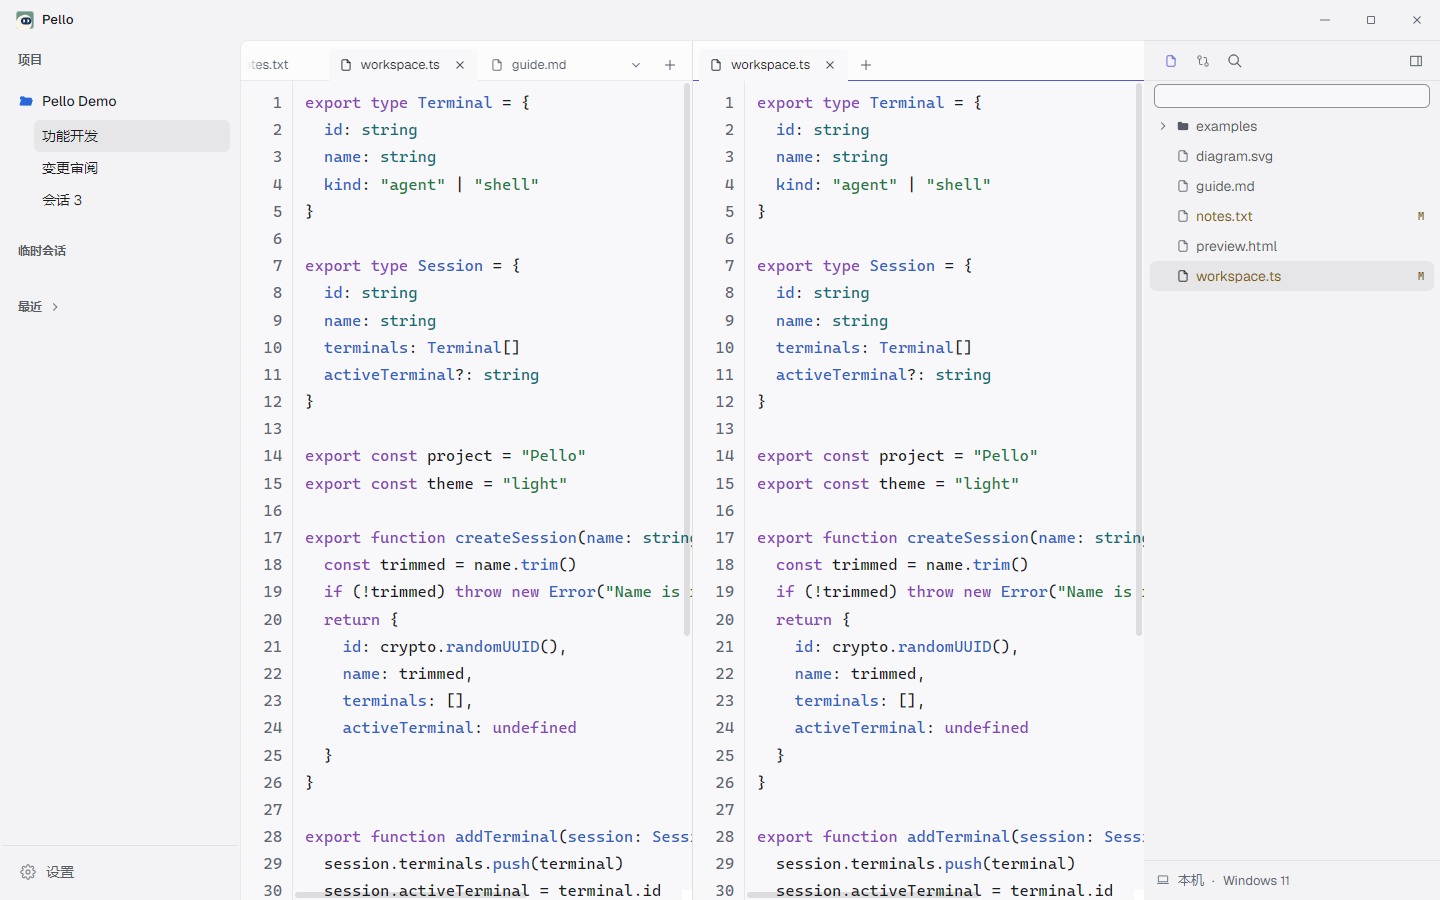 Pello
项目
Pello Demo
功能开发
变更审阅
会话 3
临时会话
最近
设置
tes.txt
workspace.ts
guide.md
1 export type Terminal = {
2 id: string
3 name: string
4 kind: "agent" | "shell"
5 }
6
7 export type Session = {
8 id: string
9 name: string
10 terminals: Terminal[]
11 activeTerminal?: string
12 }
13
14 export const project = "Pello"
15 export const theme = "light"
16
17 export function createSession(name: string
18 const trimmed = name.trim()
19 if (!trimmed) throw new Error("Name is
20 return {
21 id: crypto.randomUUID(),
22 name: trimmed,
23 terminals: [],
24 activeTerminal: undefined
25 }
26 }
27
28 export function addTerminal(session: Sess
29 session.terminals.push(terminal)
30 session.activeTerminal = terminal.id
workspace.ts
1 export type Terminal = {
2 id: string
3 name: string
4 kind: "agent" | "shell"
5 }
6
7 export type Session = {
8 id: string
9 name: string
10 terminals: Terminal[]
11 activeTerminal?: string
12 }
13
14 export const project = "Pello"
15 export const theme = "light"
16
17 export function createSession(name: string
18 const trimmed = name.trim()
19 if (!trimmed) throw new Error("Name is
20 return {
21 id: crypto.randomUUID(),
22 name: trimmed,
23 terminals: [],
24 activeTerminal: undefined
25 }
26 }
27
28 export function addTerminal(session: Sess
29 session.terminals.push(terminal)
30 session.activeTerminal = terminal.id
examples
diagram.svg
guide.md
notes.txt M
preview.html
workspace.ts M
本机 · Windows 11